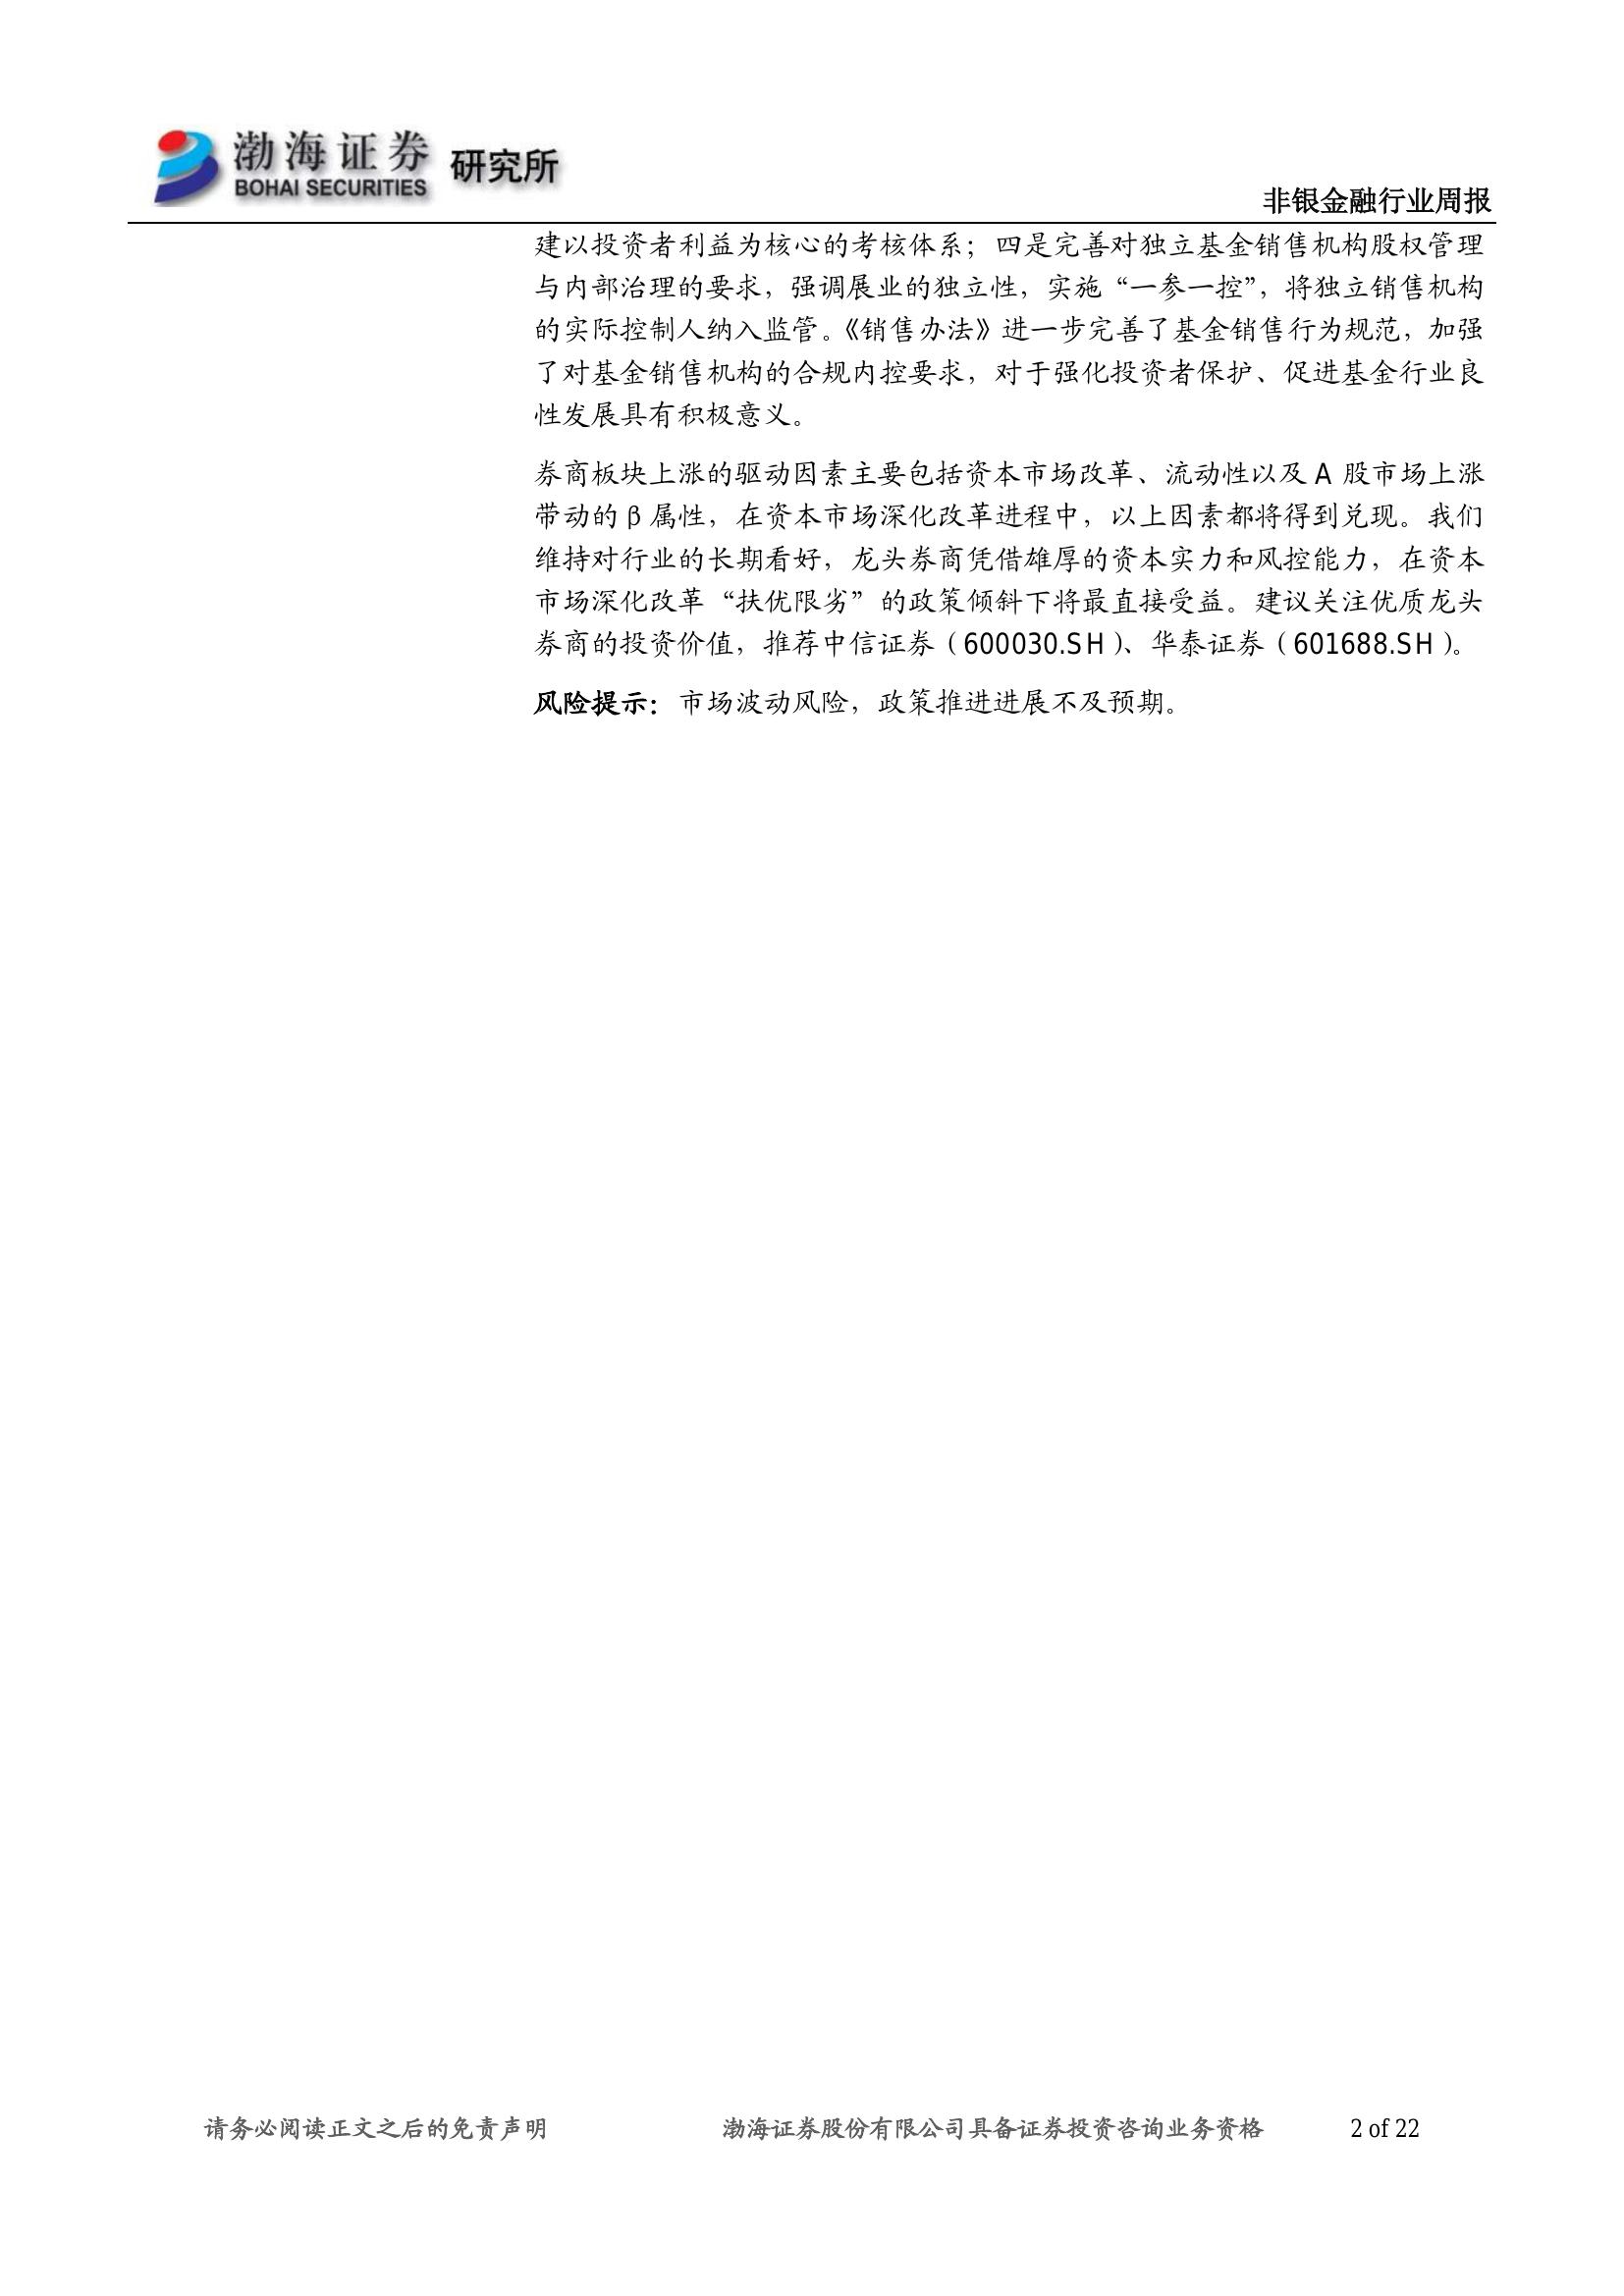 渤海证券 研究所
BOHAI SECURITIES
非银金融行业周报
建以投资者利益为核心的考核体系；四是完善对独立基金销售机构股权管理
与内部治理的要求，强调展业的独立性，实施“一参一控”，将独立销售机构
的实际控制人纳入监管。《销售办法》进一步完善了基金销售行为规范，加强
了对基金销售机构的合规内控要求，对于强化投资者保护、促进基金行业良
性发展具有积极意义。
券商板块上涨的驱动因素主要包括资本市场改革、流动性以及 A 股市场上涨
带动的 β 属性，在资本市场深化改革进程中，以上因素都将得到兑现。我们
维持对行业的长期看好，龙头券商凭借雄厚的资本实力和风控能力，在资本
市场深化改革“扶优限劣”的政策倾斜下将最直接受益。建议关注优质龙头
券商的投资价值，推荐中信证券（600030.SH）、华泰证券（601688.SH）。
风险提示：市场波动风险，政策推进进展不及预期。
请务必阅读正文之后的免责声明 渤海证券股份有限公司具备证券投资咨询业务资格 2 of 22